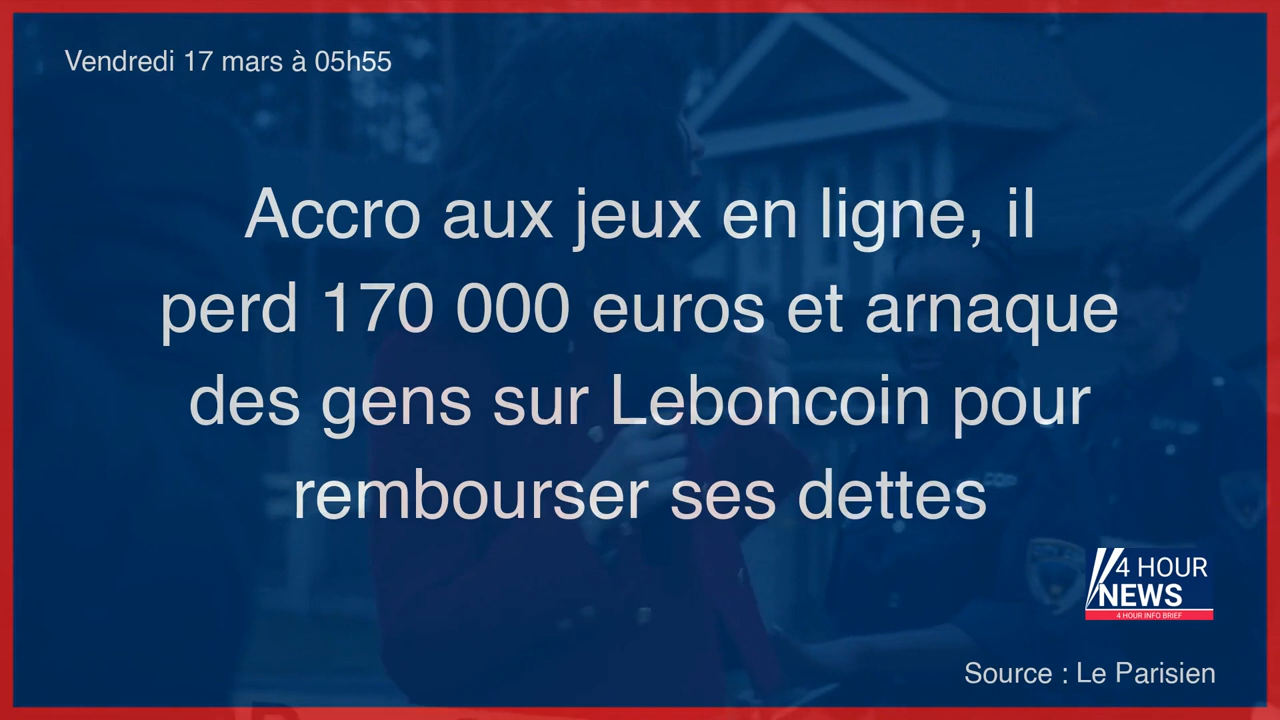 Vendredi 17 mars à 05h55
Accro aux jeux en ligne, il
perd 170 000 euros et arnaque
des gens sur Leboncoin pour
rembourser ses dettes
4 HOUR
NEWS
4 HOUR INFO BRIEF
Source : Le Parisien